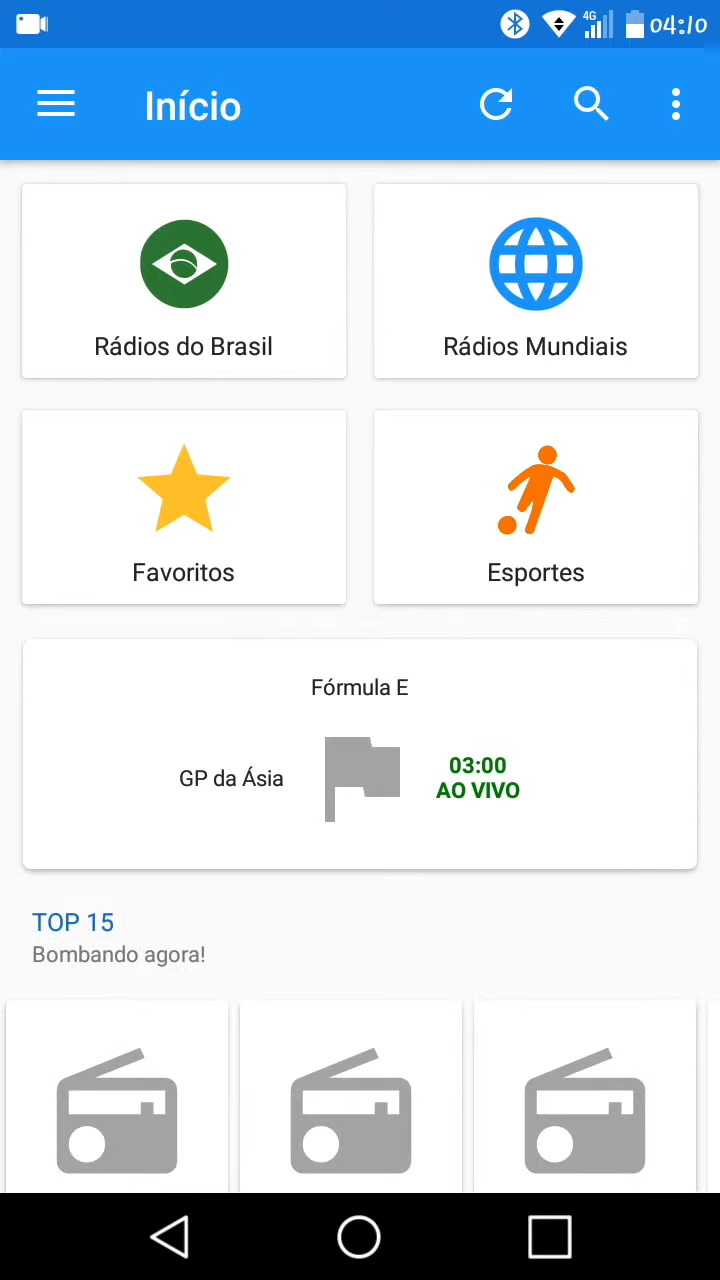 4G 04:10
Início
Rádios do Brasil
Rádios Mundiais
Favoritos
Esportes
Fórmula E
GP da Ásia
03:00
AO VIVO
TOP 15
Bombando agora!